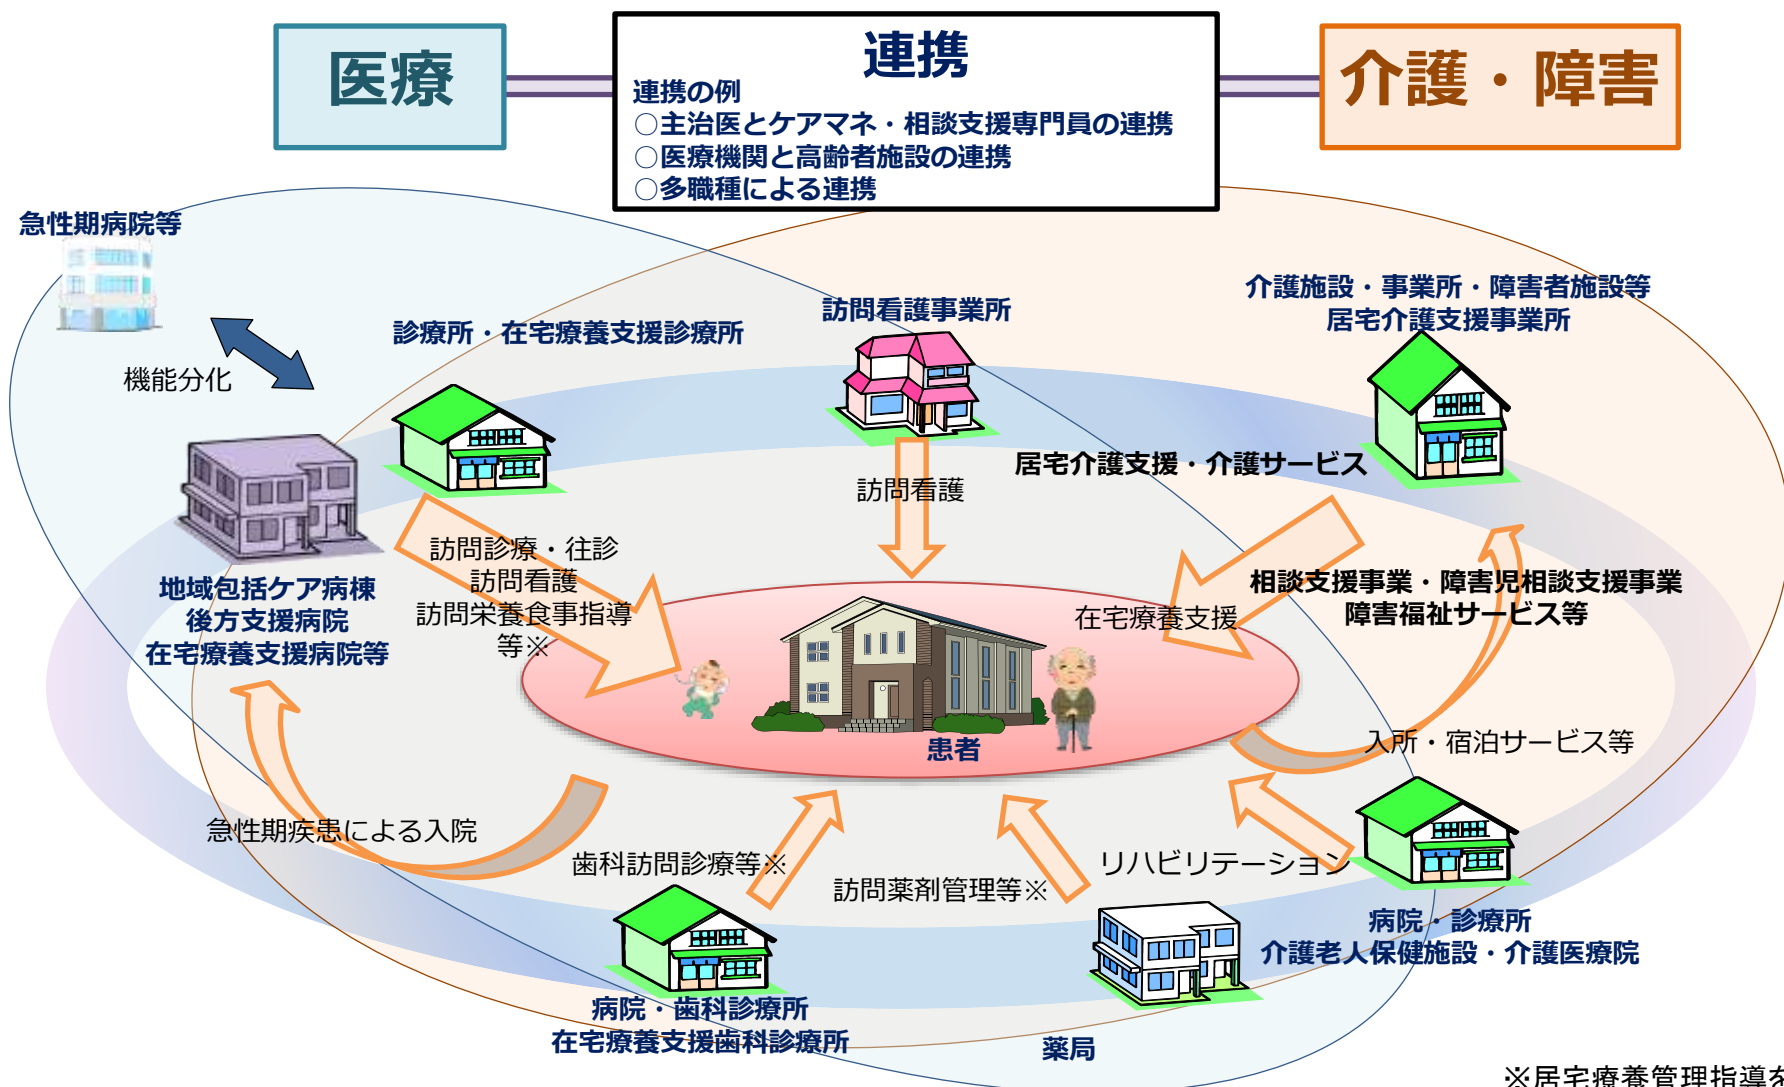 医療
連携
連携の例
○主治医とケアマネ・相談支援専門員の連携
○医療機関と高齢者施設の連携
○多職種による連携
介護・障害
急性期病院等
機能分化
診療所・在宅療養支援診療所
訪問看護事業所
介護施設・事業所・障害者施設等
居宅介護支援事業所
訪問看護
居宅介護支援・介護サービス
訪問診療・往診
訪問看護
訪問栄養食事指導
等※
地域包括ケア病棟
後方支援病院
在宅療養支援病院等
在宅療養支援
相談支援事業・障害児相談支援事業
障害福祉サービス等
患者
入所・宿泊サービス等
急性期疾患による入院
歯科訪問診療等※
訪問薬剤管理等※
リハビリテーション
病院・診療所
介護老人保健施設・介護医療院
病院・歯科診療所
在宅療養支援歯科診療所
薬局
※居宅療養管理指導を